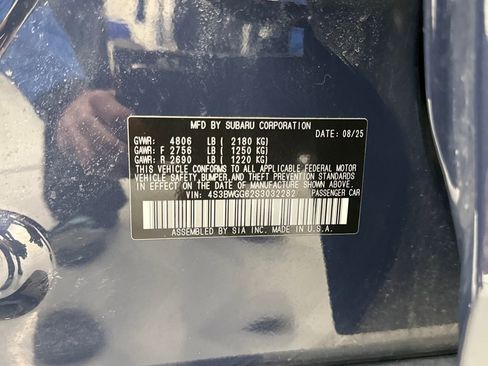 MFD BY SUBARU CORPORATION
DATE: 08/25
GVWR: 4806 LB ( 2180 KG)
GAWR: F 2756 LB ( 1250 KG)
GAWR: R 2690 LB ( 1220 KG)
THIS VEHICLE CONFORMS TO ALL APPLICABLE FEDERAL MOTOR
VEHICLE SAFETY, BUMPER, AND THEFT PREVENTION STANDARDS
IN EFFECT ON THE DATE OF MANUFACTURE SHOWN ABOVE.
VIN: 4S3BWGG62S3032282 PASSENGER CAR
ASSEMBLED BY SIA INC. MADE IN U.S.A.